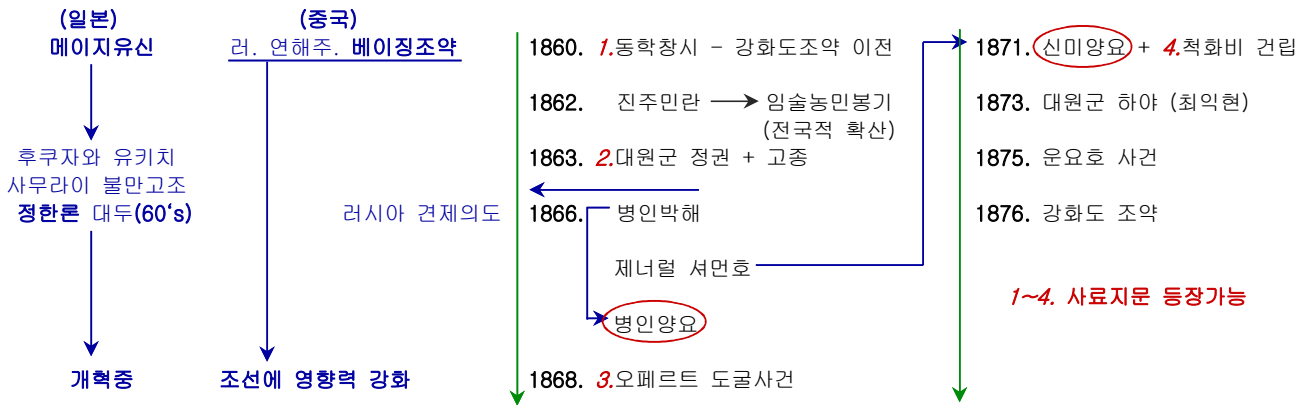 (일본)
메이지유신
후쿠자와 유키치
사무라이 불만고조
정한론 대두(60‘s)
개혁중
(중국)
러. 연해주. 베이징조약
러시아 견제의도
조선에 영향력 강화
1860. 1.동학창시 - 강화도조약 이전
1862. 진주민란 임술농민봉기
(전국적 확산)
1863. 2.대원군 정권 + 고종
1866. 병인박해
제너럴 셔먼호
병인양요
1868. 3.오페르트 도굴사건
1871. 신미양요 + 4.척화비 건립
1873. 대원군 하야 (최익현)
1875. 운요호 사건
1876. 강화도 조약
1~4. 사료지문 등장가능